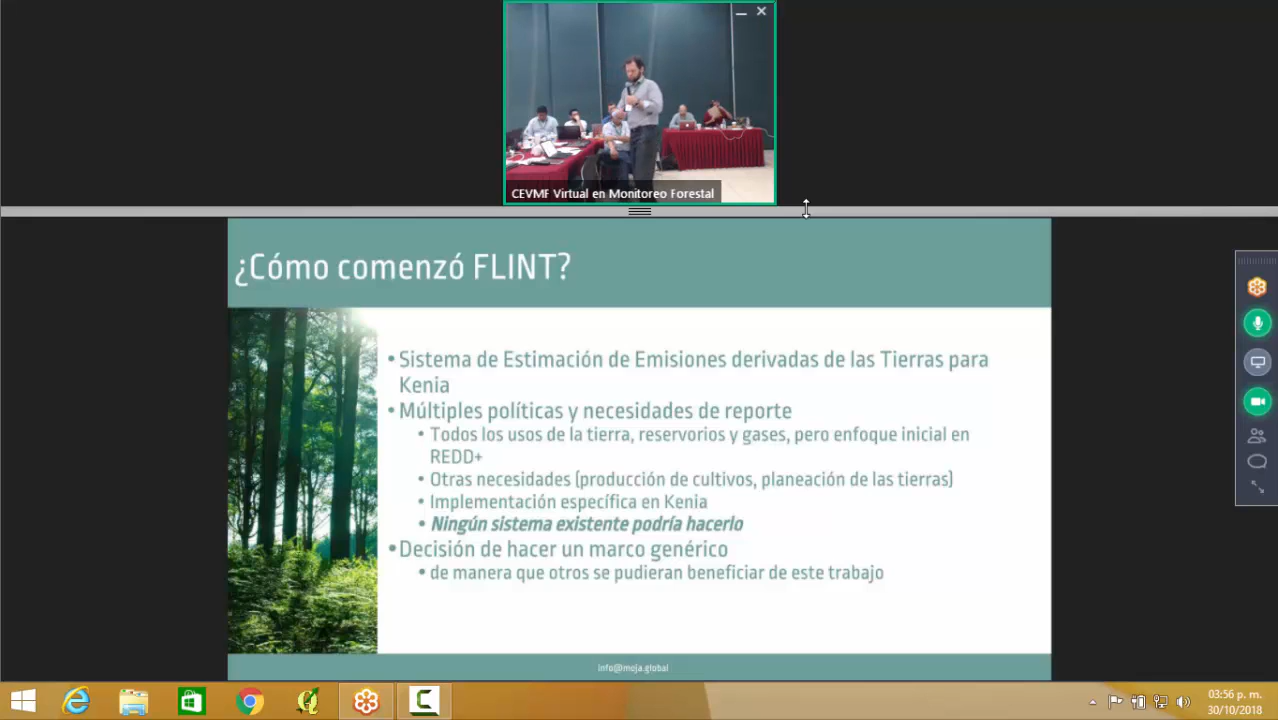 CEVMF Virtual en Monitoreo Forestal
¿Cómo comenzó FLINT?
•Sistema de Estimación de Emisiones derivadas de las Tierras para
Kenia
•Múltiples políticas y necesidades de reporte
•Todos los usos de la tierra, reservorios y gases, pero enfoque inicial en
REDD+
•Otras necesidades (producción de cultivos, planeación de las tierras)
•Implementación específica en Kenia
•Ningún sistema existente podría hacerlo
•Decisión de hacer un marco genérico
•de manera que otros se pudieran beneficiar de este trabajo
info@moja.global
03:56 p. m.
30/10/2018